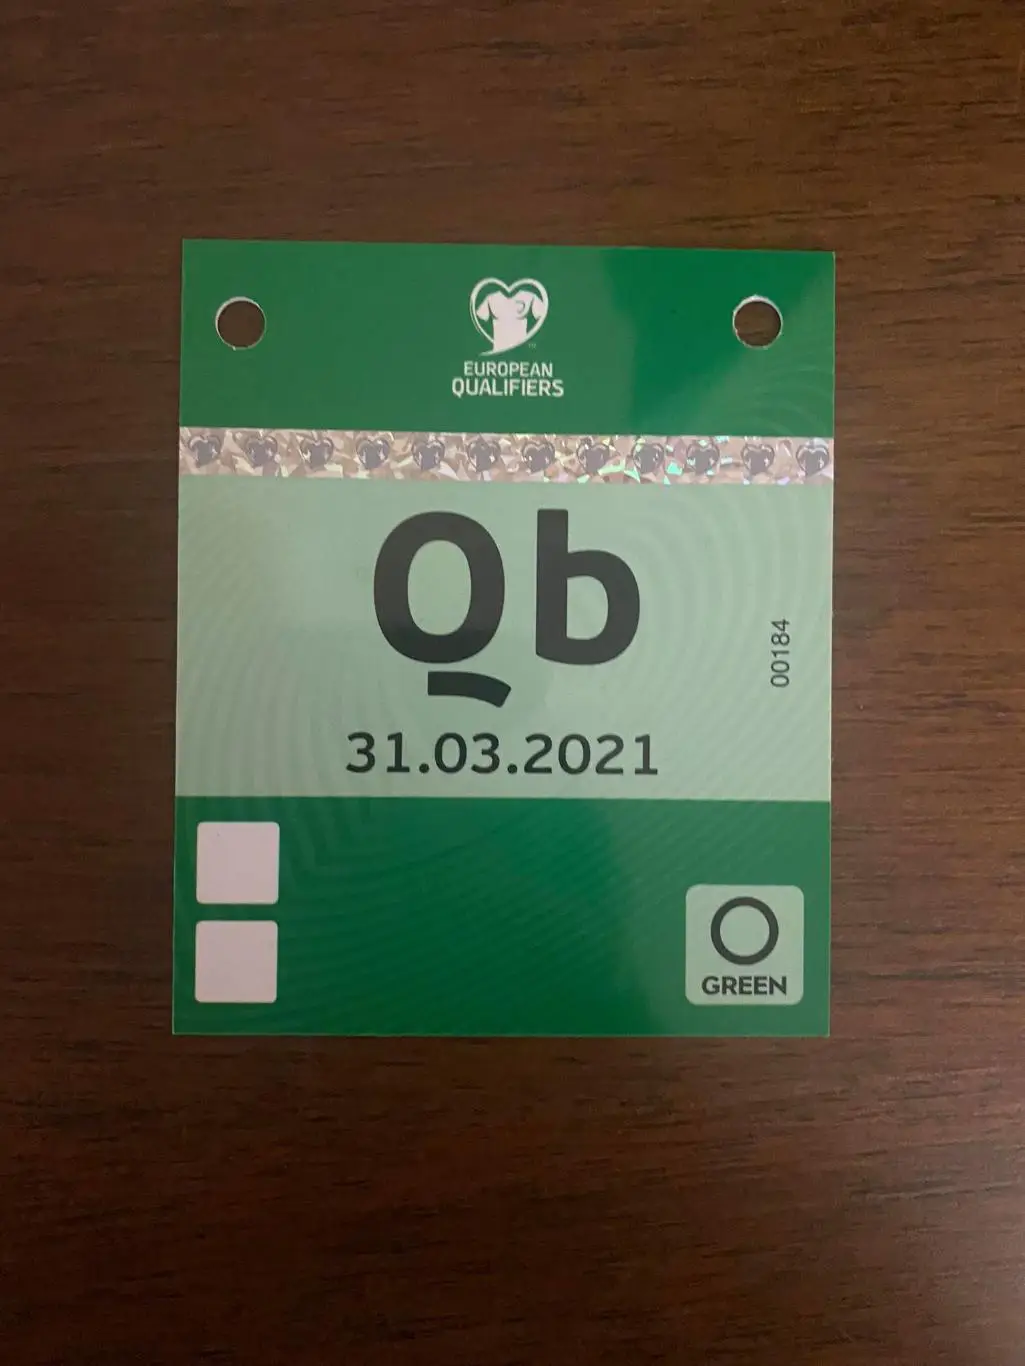 EUROPEAN
QUALIFIERS
Qb
00184
31.03.2021
GREEN